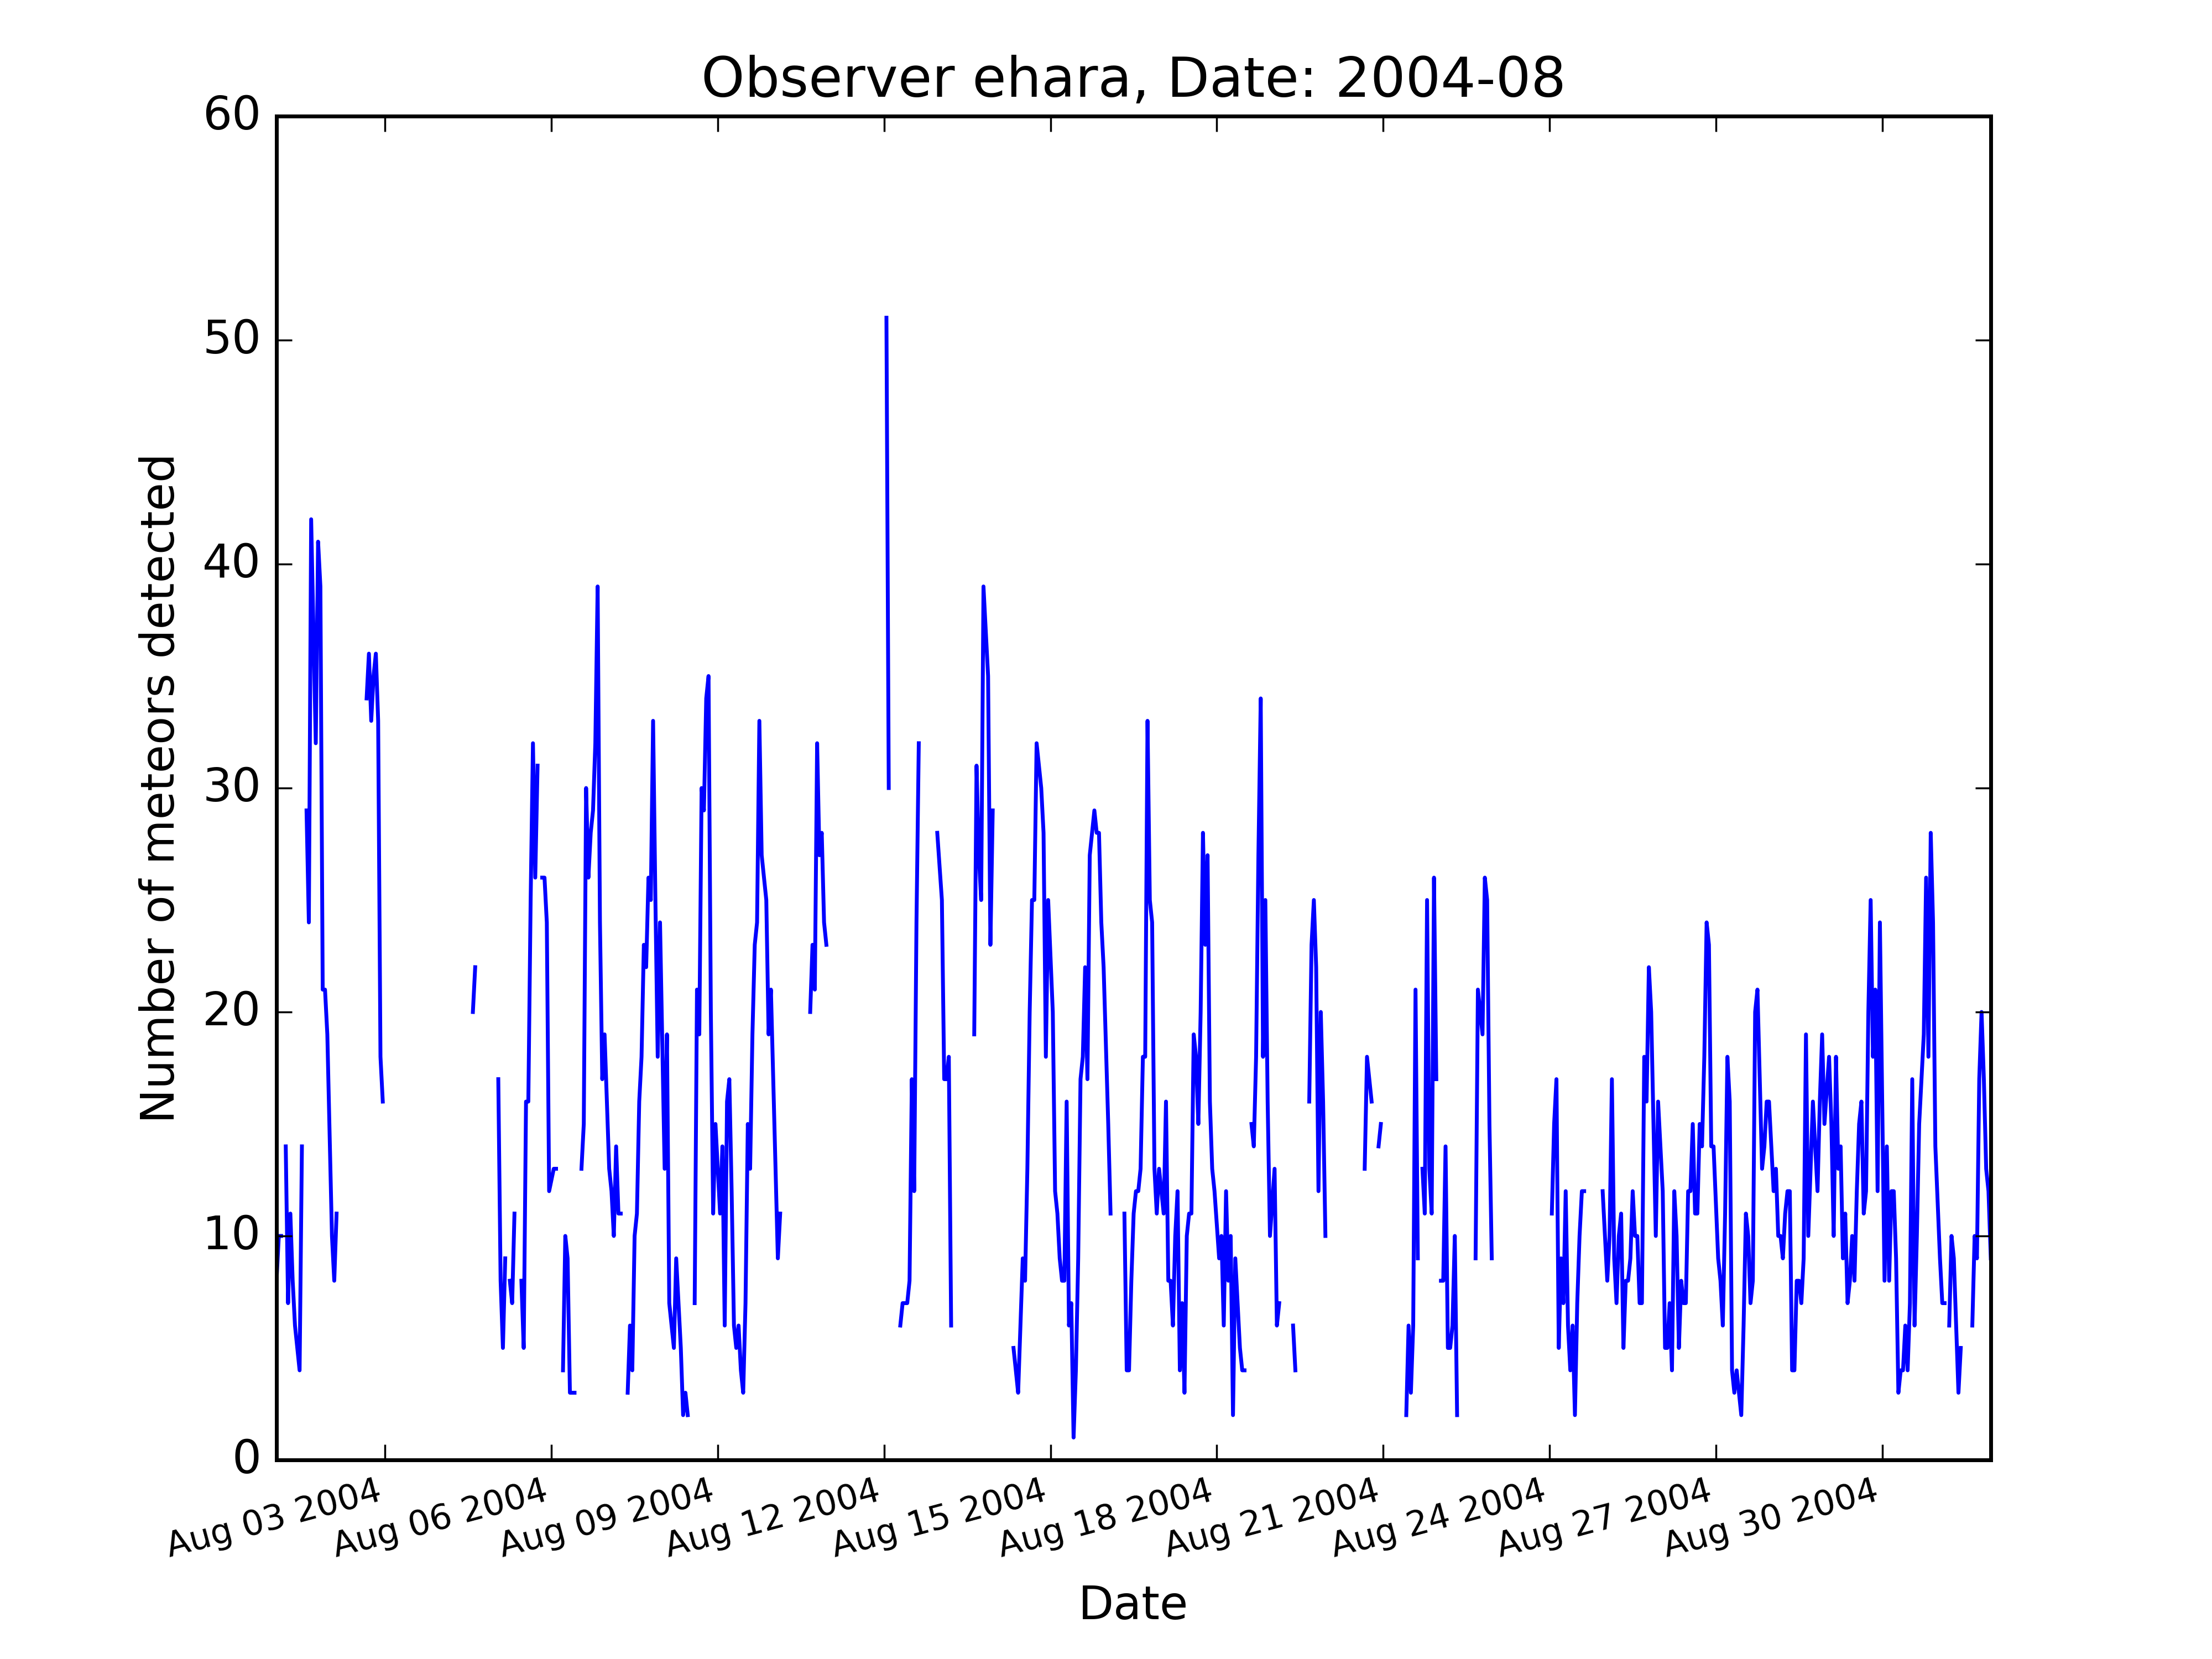 Observer ehara, Date: 2004-08
60
50
40
30
20
10
0
Number of meteors detected
Aug 03 2004
Aug 06 2004
Aug 09 2004
Aug 12 2004
Aug 15 2004
Aug 18 2004
Aug 21 2004
Aug 24 2004
Aug 27 2004
Aug 30 2004
Date